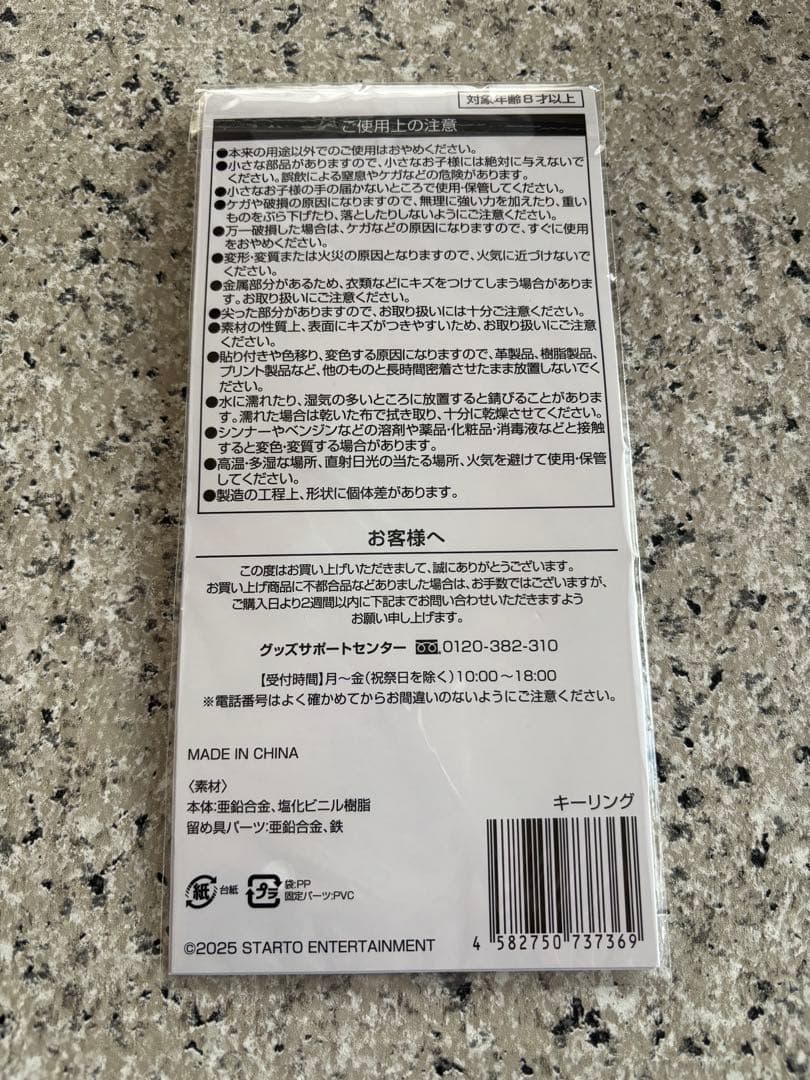 対象年齢8才以上
ご使用上の注意
●本来の用途以外でのご使用はおやめください。
●小さな部品がありますので、小さなお子様には絶対に与えないで
ください。誤飲による窒息やケガなどの危険があります。
●小さなお子様の手の届かないところで使用・保管してください。
●ケガや破損の原因になりますので、無理に強い力を加えたり、重い
ものをぶら下げたり、落としたりしないようにご注意ください。
●万一破損した場合は、ケガなどの原因になりますので、すぐに使用
をおやめください。
●変形・変質または火災の原因となりますので、火気に近づけないで
ください。
●金属部分があるため、衣類などにキズをつけてしまう場合がありま
す。お取り扱いにご注意ください。
●尖った部分がありますので、お取り扱いには十分ご注意ください。
●素材の性質上、表面にキズがつきやすいため、お取り扱いにご注意
ください。
●貼り付きや色移り、変色する原因になりますので、革製品、樹脂製品、
プリント製品など、他のものと長時間密着させたまま放置しないでく
ださい。
●水に濡れたり、湿気の多いところに放置すると錆びることがありま
す。濡れた場合は乾いた布で拭き取り、十分に乾燥させてください。
●シンナーやベンジンなどの溶剤や薬品・化粧品・消毒液などと接触
すると変色・変質する場合があります。
●高温・多湿な場所、直射日光の当たる場所、火気を避けて使用・保管
してください。
●製造の工程上、形状に個体差があります。
お客様へ
この度はお買い上げいただきまして、誠にありがとうございます。
お買い上げ商品に不都合品などありました場合は、お手数ではございますが、
ご購入日より2週間以内に下記までお問い合わせいただきますよう
お願い申し上げます。
グッズサポートセンター 0120-382-310
【受付時間】月〜金(祝祭日を除く)10:00〜18:00
※電話番号はよく確かめてからお間違いのないようにご注意ください。
MADE IN CHINA
〈素材〉
本体:亜鉛合金、塩化ビニル樹脂
留め具パーツ:亜鉛合金、鉄
キーリング
紙 台紙
プラ 袋:PP
固定パーツ:PVC
©2025 STARTO ENTERTAINMENT
4 582750 737369